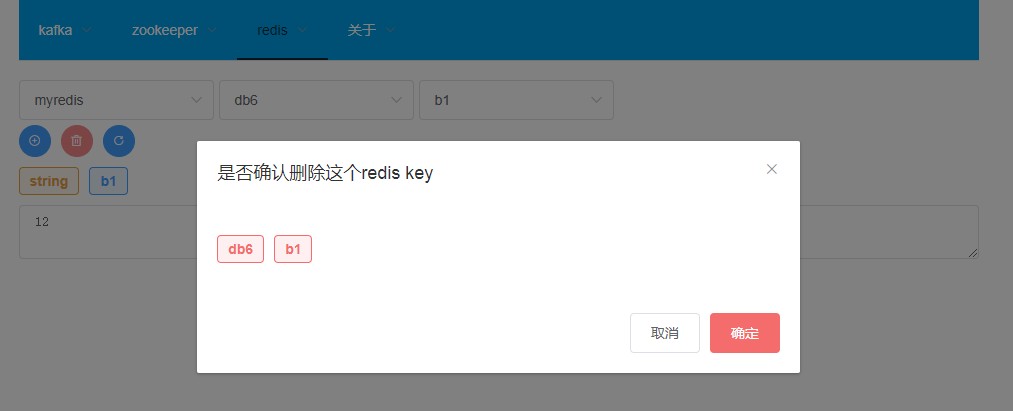 kafka zookeeper redis 关于
myredis db6 b1
string b1
12
是否确认删除这个redis key
db6 b1
取消 确定